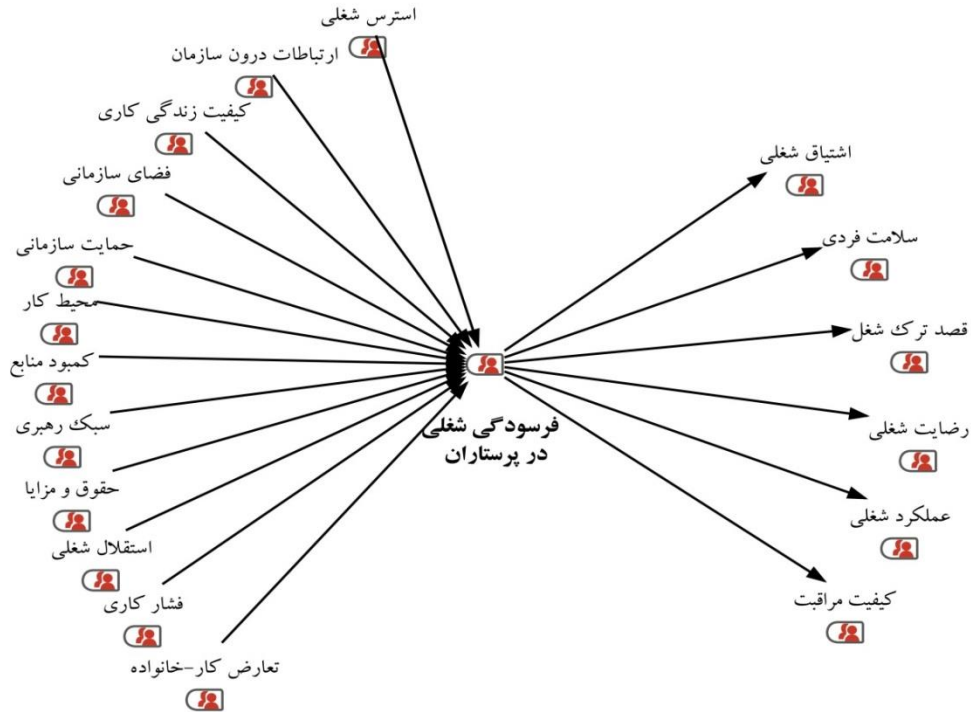 استرس شغلی
ارتباطات درون سازمان
کیفیت زندگی کاری
فضای سازمانی
حمایت سازمانی
محیط کار
کمبود منابع
سبک رهبری
حقوق و مزایا
استقلال شغلی
فشار کاری
تعارض کار-خانواده
فرسودگی شغلی
در پرستاران
اشتیاق شغلی
سلامت فردی
قصد ترک شغل
رضایت شغلی
عملکرد شغلی
کیفیت مراقبت